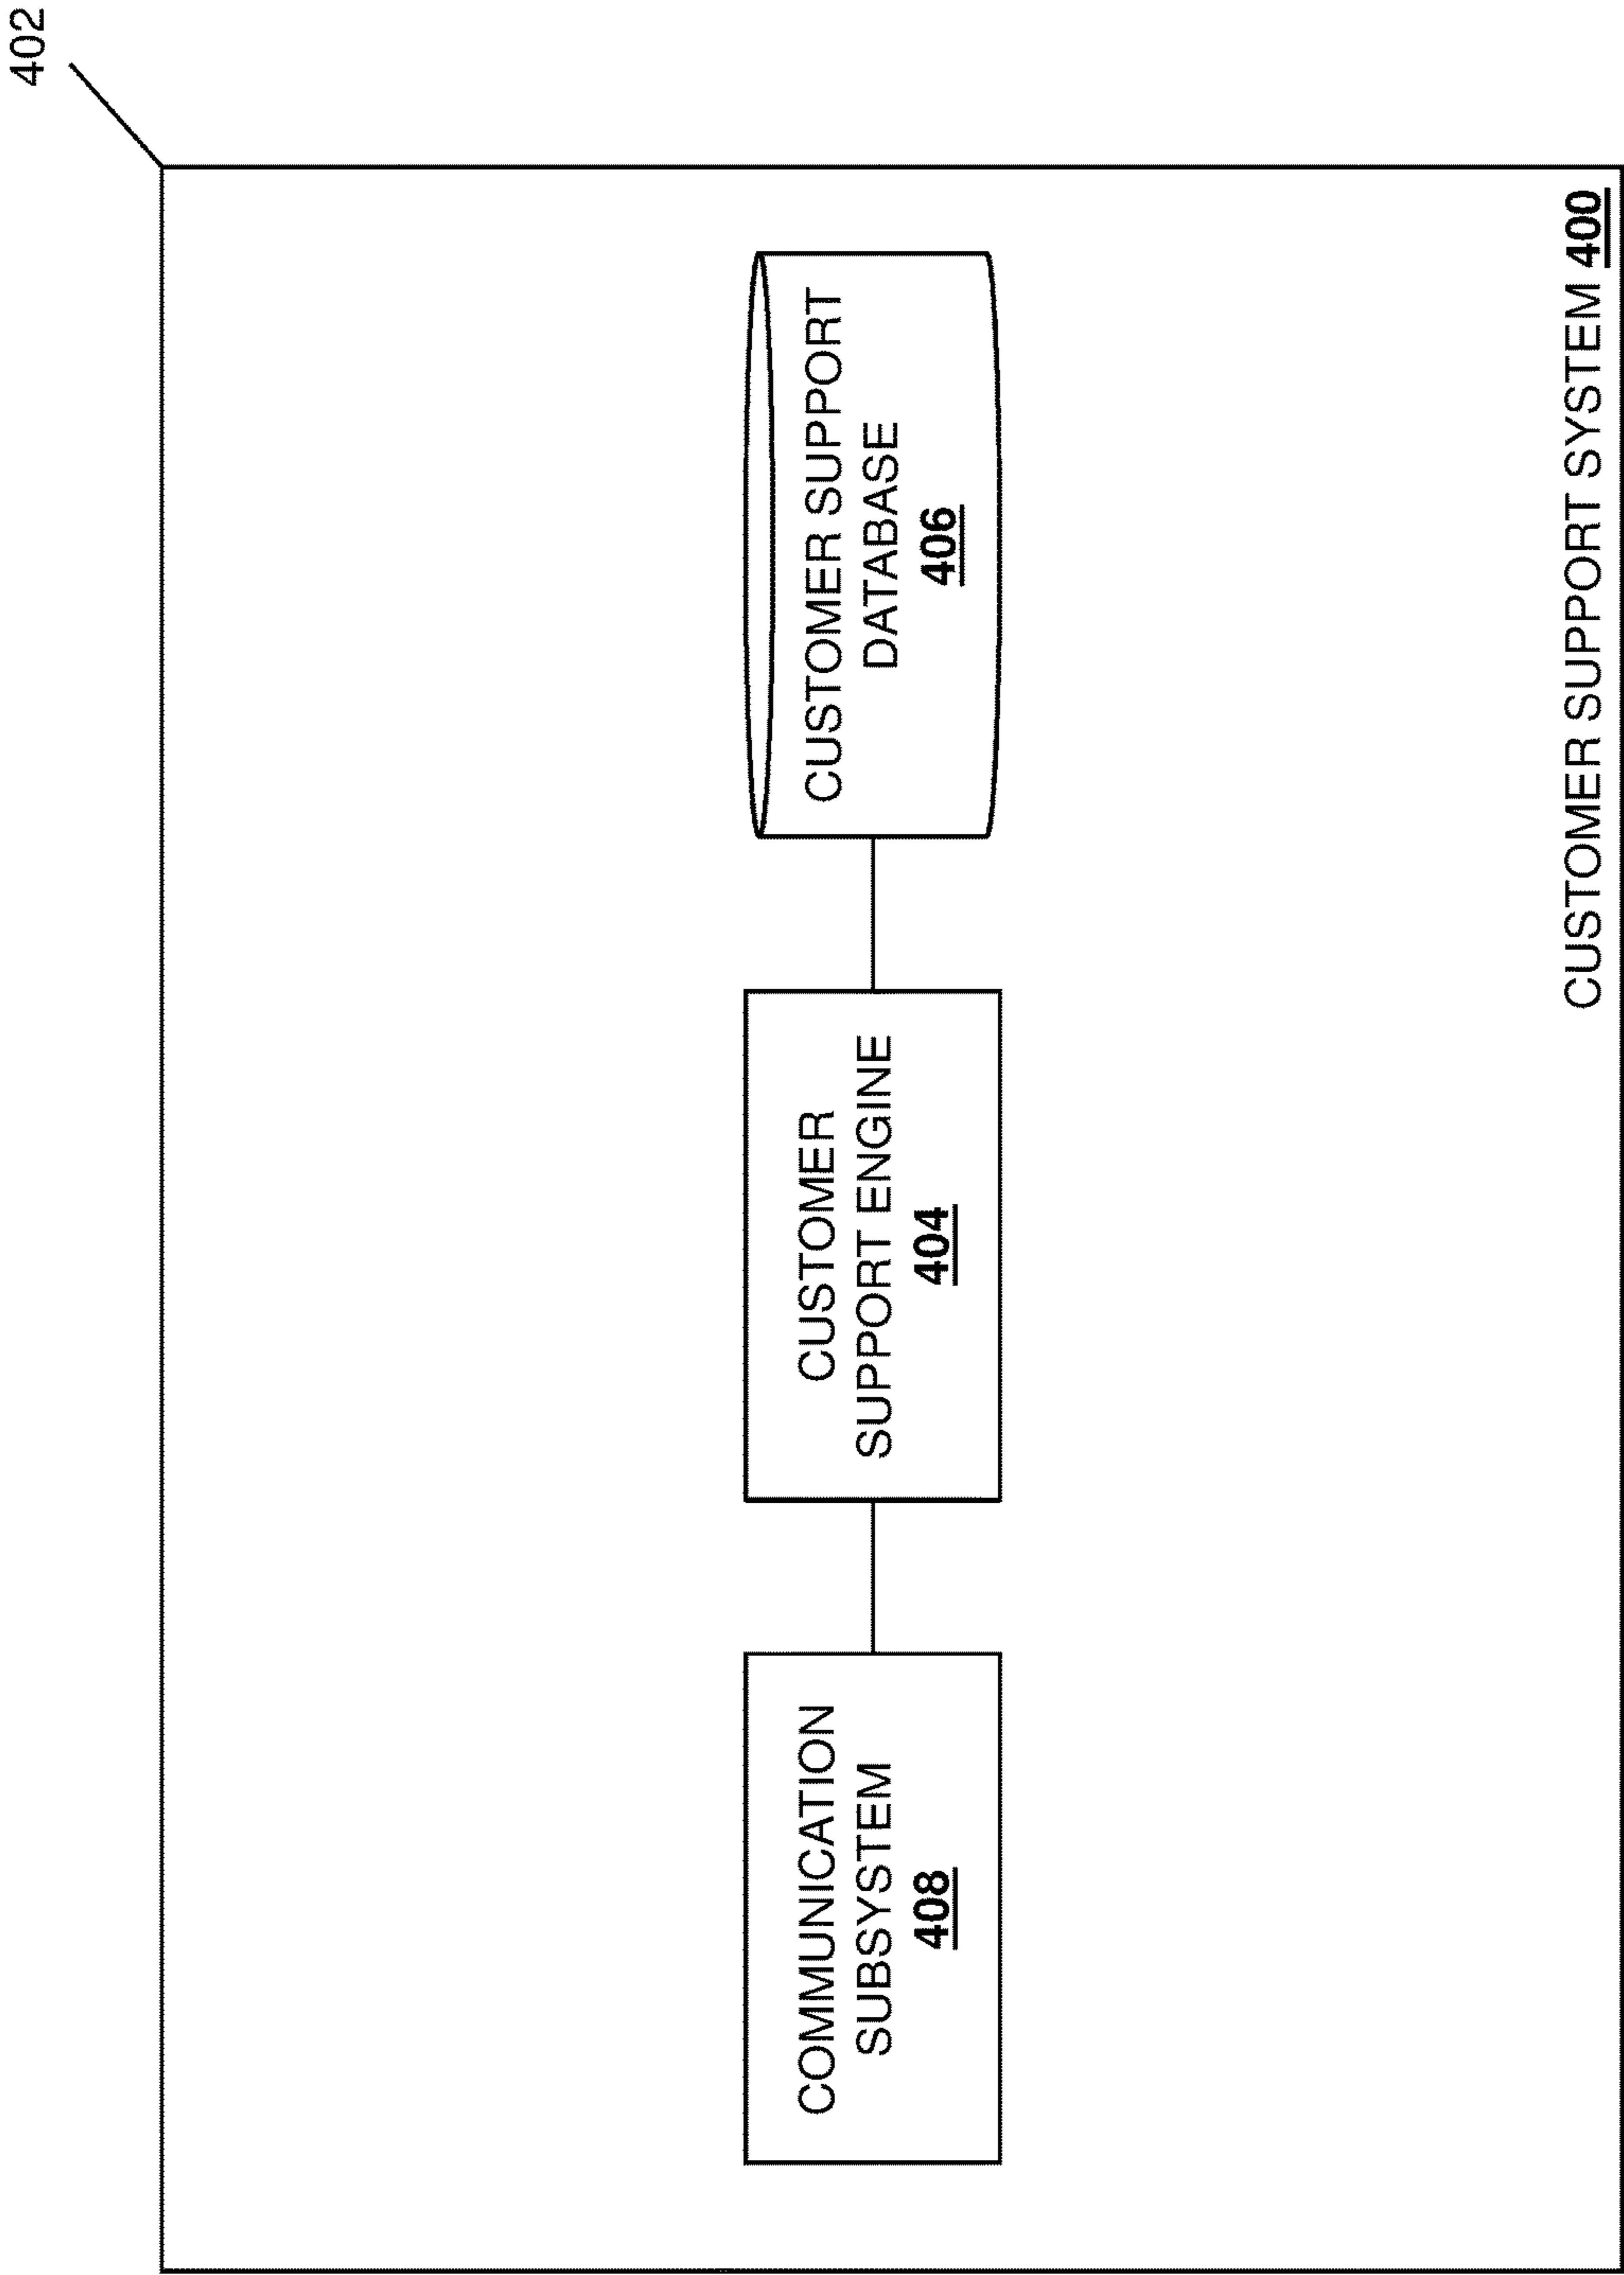 402
COMMUNICATION
SUBSYSTEM
408
CUSTOMER
SUPPORT ENGINE
404
CUSTOMER SUPPORT
DATABASE
406
CUSTOMER SUPPORT SYSTEM 400